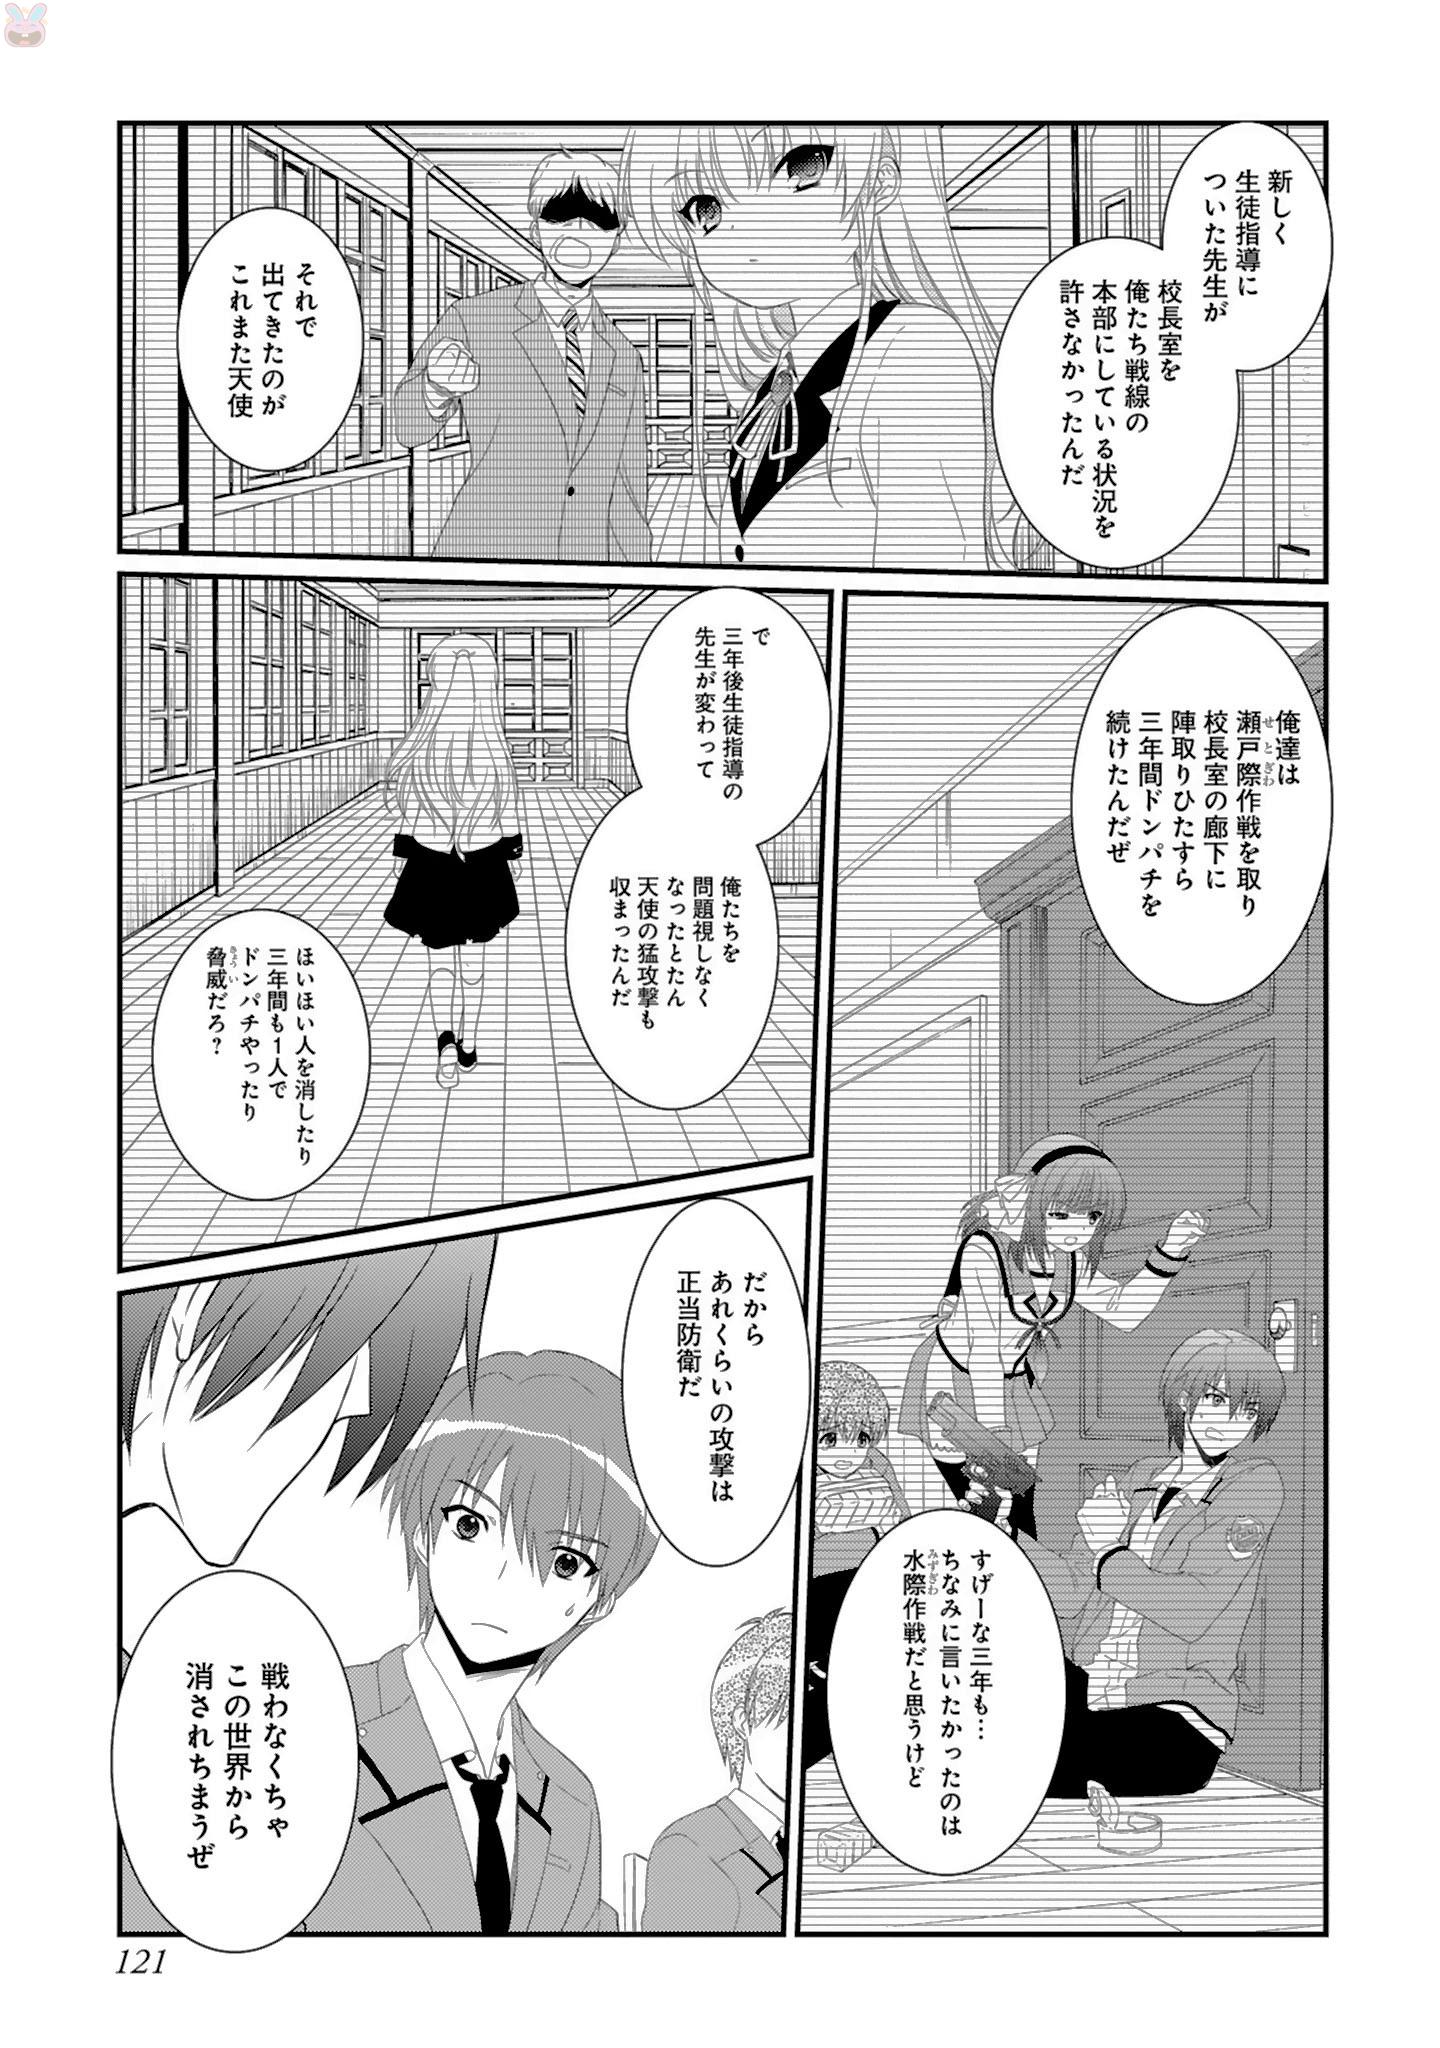 新しく
生徒指導に
ついた先生が
校長室を
俺たち戦線の
本部にしている状況を
許さなかったんだ
それで
出てきたのが
これまた天使
俺達は
瀬戸際作戦を取り
せとぎわ
校長室の廊下に
陣取りひたすら
三年間ドンパチを
続けたんだぜ
すげーな三年も…
ちなみに言いたかったのは
水際作戦だと思うけど
みずぎわ
で
三年後生徒指導の
先生が変わって
俺たちを
問題視しなく
なったとたん
天使の猛攻撃も
収まったんだ
ほいほい人を消したり
三年間も1人で
ドンパチやったり
脅威だろ？
きょうい
だから
あれくらいの攻撃は
正当防衛だ
戦わなくちゃ
この世界から
消されちまうぜ
121